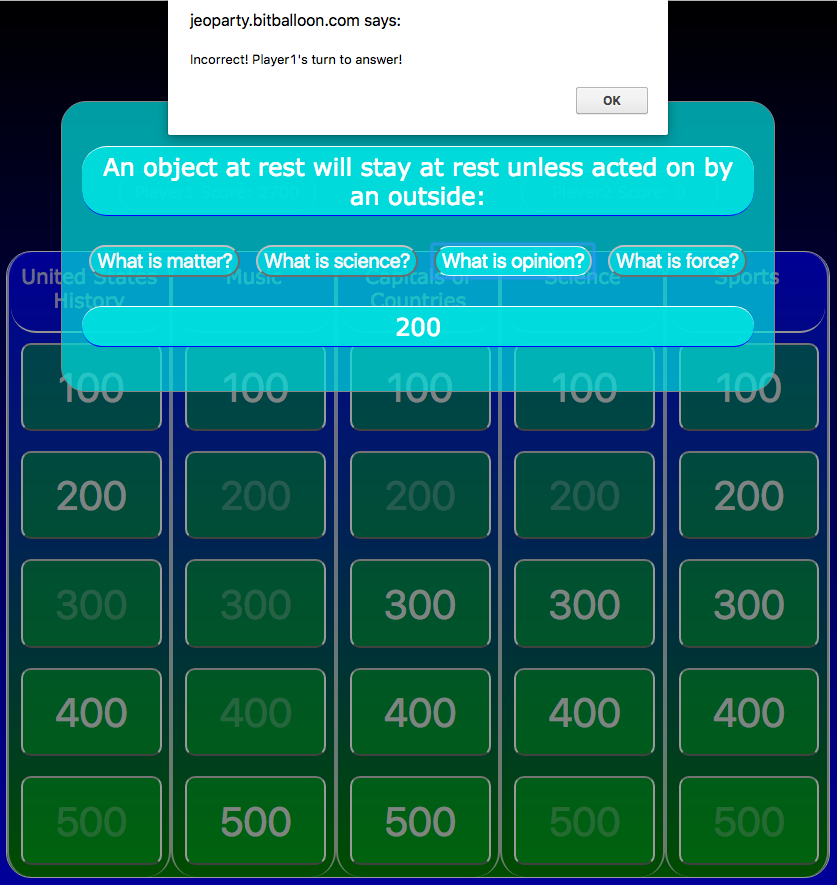 jeoparty.bitballoon.com says:
Incorrect! Player1's turn to answer!
OK
An object at rest will stay at rest unless acted on by
an outside:
What is matter? What is science? What is opinion? What is force?
United States Music Capitals of Science Sports
History Countries
200
100 100 100 100 100
200 200 200 200 200
300 300 300 300 300
400 400 400 400 400
500 500 500 500 500